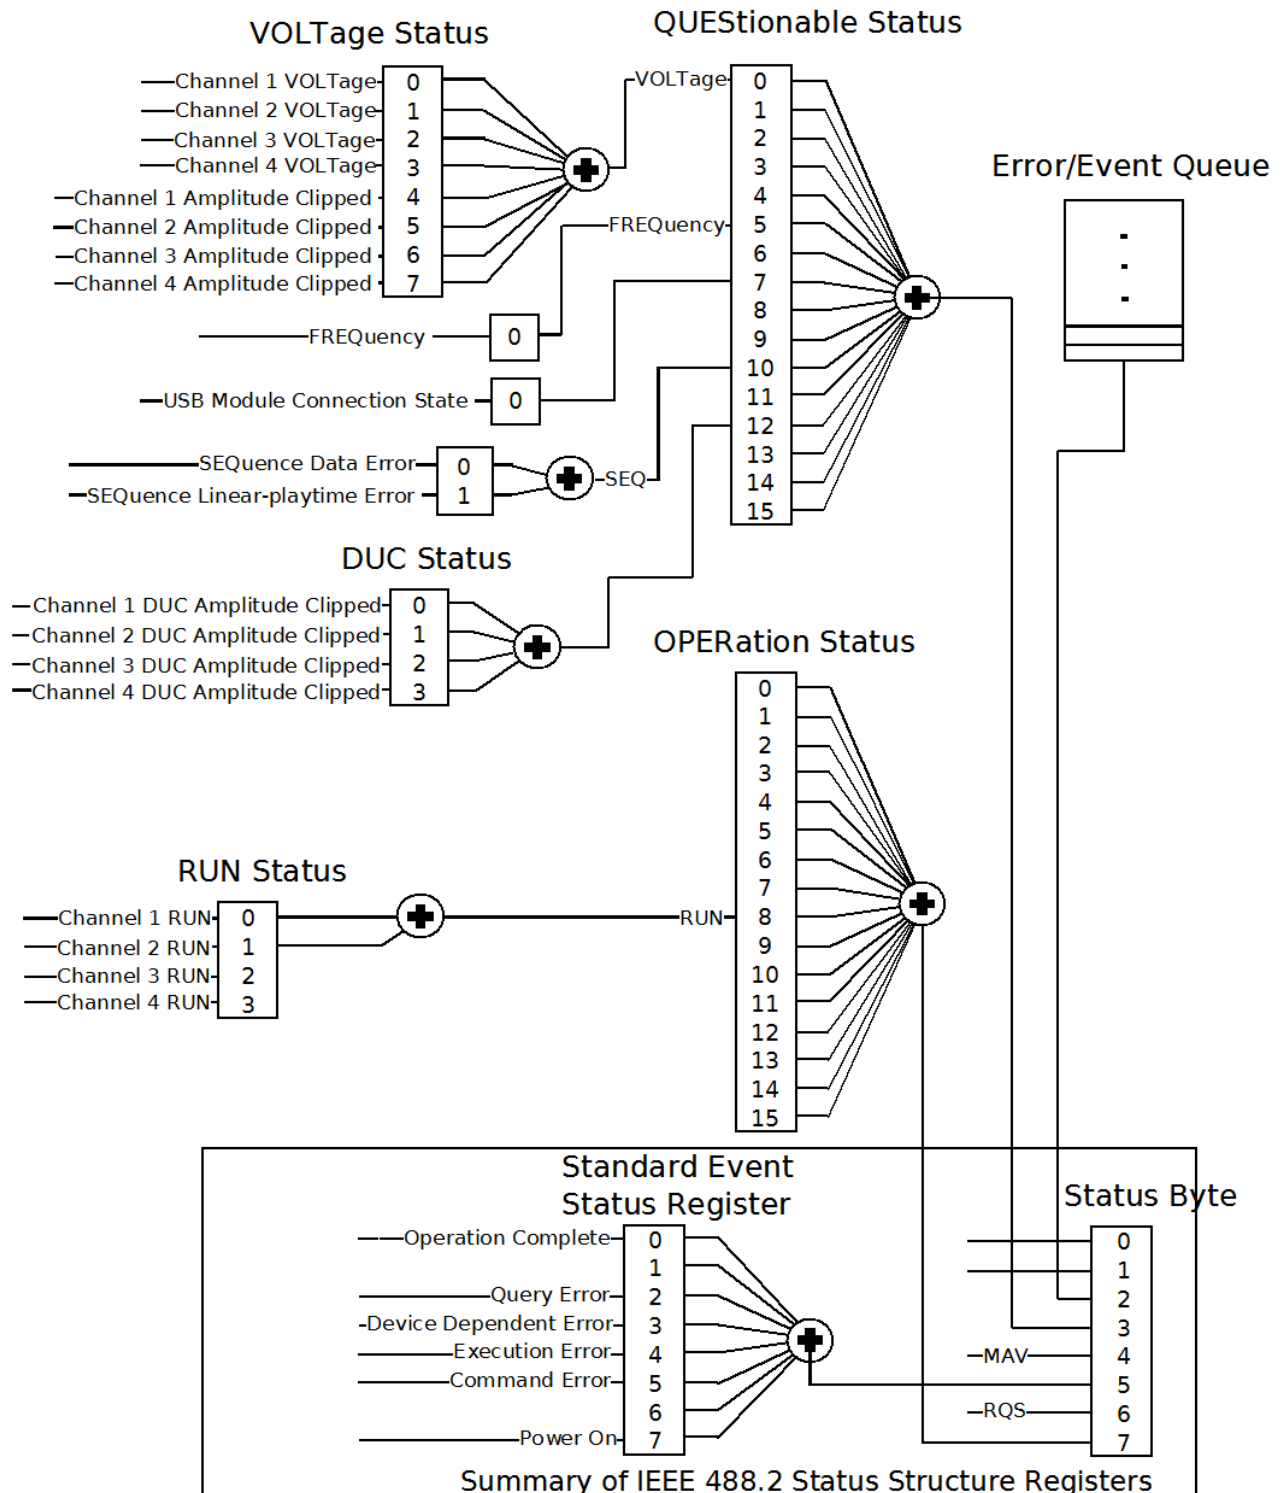 VOLTage Status
Channel 1 VOLTage 0
Channel 2 VOLTage 1
Channel 3 VOLTage 2
Channel 4 VOLTage 3
Channel 1 Amplitude Clipped 4
Channel 2 Amplitude Clipped 5
Channel 3 Amplitude Clipped 6
Channel 4 Amplitude Clipped 7
FREQuency 0
USB Module Connection State 0
SEQuence Data Error 0
SEQuence Linear-playtime Error 1
SEQ
QUEStionable Status
VOLTage 0
1
2
3
4
FREQuency 5
6
7
8
9
10
11
12
13
14
15
Error/Event Queue
DUC Status
Channel 1 DUC Amplitude Clipped 0
Channel 2 DUC Amplitude Clipped 1
Channel 3 DUC Amplitude Clipped 2
Channel 4 DUC Amplitude Clipped 3
OPERation Status
0
1
2
3
4
5
6
7
RUN 8
9
10
11
12
13
14
15
RUN Status
Channel 1 RUN 0
Channel 2 RUN 1
Channel 3 RUN 2
Channel 4 RUN 3
Standard Event
Status Register
Operation Complete 0
1
Query Error 2
Device Dependent Error 3
Execution Error 4
Command Error 5
6
Power On 7
Status Byte
0
1
2
3
MAV 4
5
RQS 6
7
Summary of IEEE 488.2 Status Structure Registers